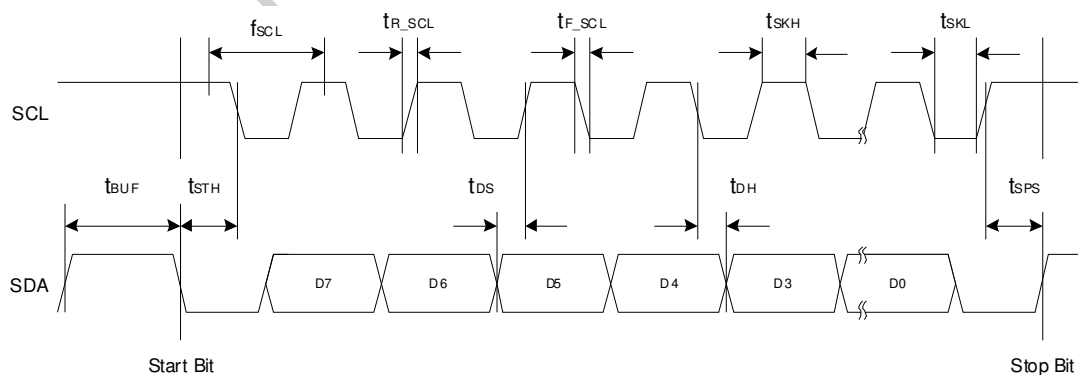 fSCL
tR_SCL
tF_SCL
tSKH
tSKL
SCL
tBUF
tSTH
tDS
tDH
tSPS
SDA
D7
D6
D5
D4
D3
D0
Start Bit
Stop Bit